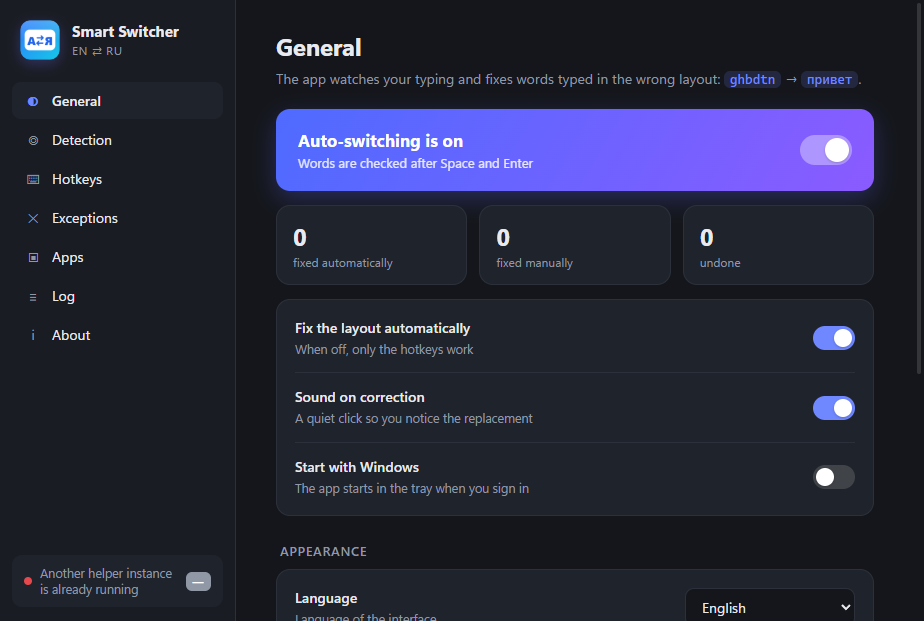 A⇄Я
Smart Switcher
EN ⇄ RU
General
Detection
Hotkeys
Exceptions
Apps
Log
About
Another helper instance
is already running
General
The app watches your typing and fixes words typed in the wrong layout: ghbdtn → привет.
Auto-switching is on
Words are checked after Space and Enter
0
fixed automatically
0
fixed manually
0
undone
Fix the layout automatically
When off, only the hotkeys work
Sound on correction
A quiet click so you notice the replacement
Start with Windows
The app starts in the tray when you sign in
APPEARANCE
Language
Language of the interface
English